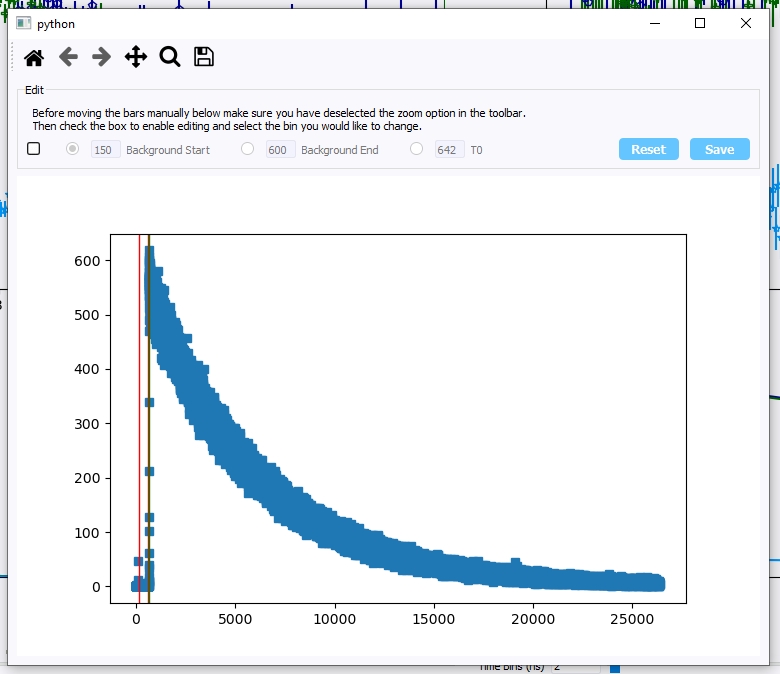 python
Edit
Before moving the bars manually below make sure you have deselected the zoom option in the toolbar.
Then check the box to enable editing and select the bin you would like to change.
150 Background Start 600 Background End 642 T0 Reset Save
600
500
400
300
200
100
0
0 5000 10000 15000 20000 25000
Time Bins (ns) 2